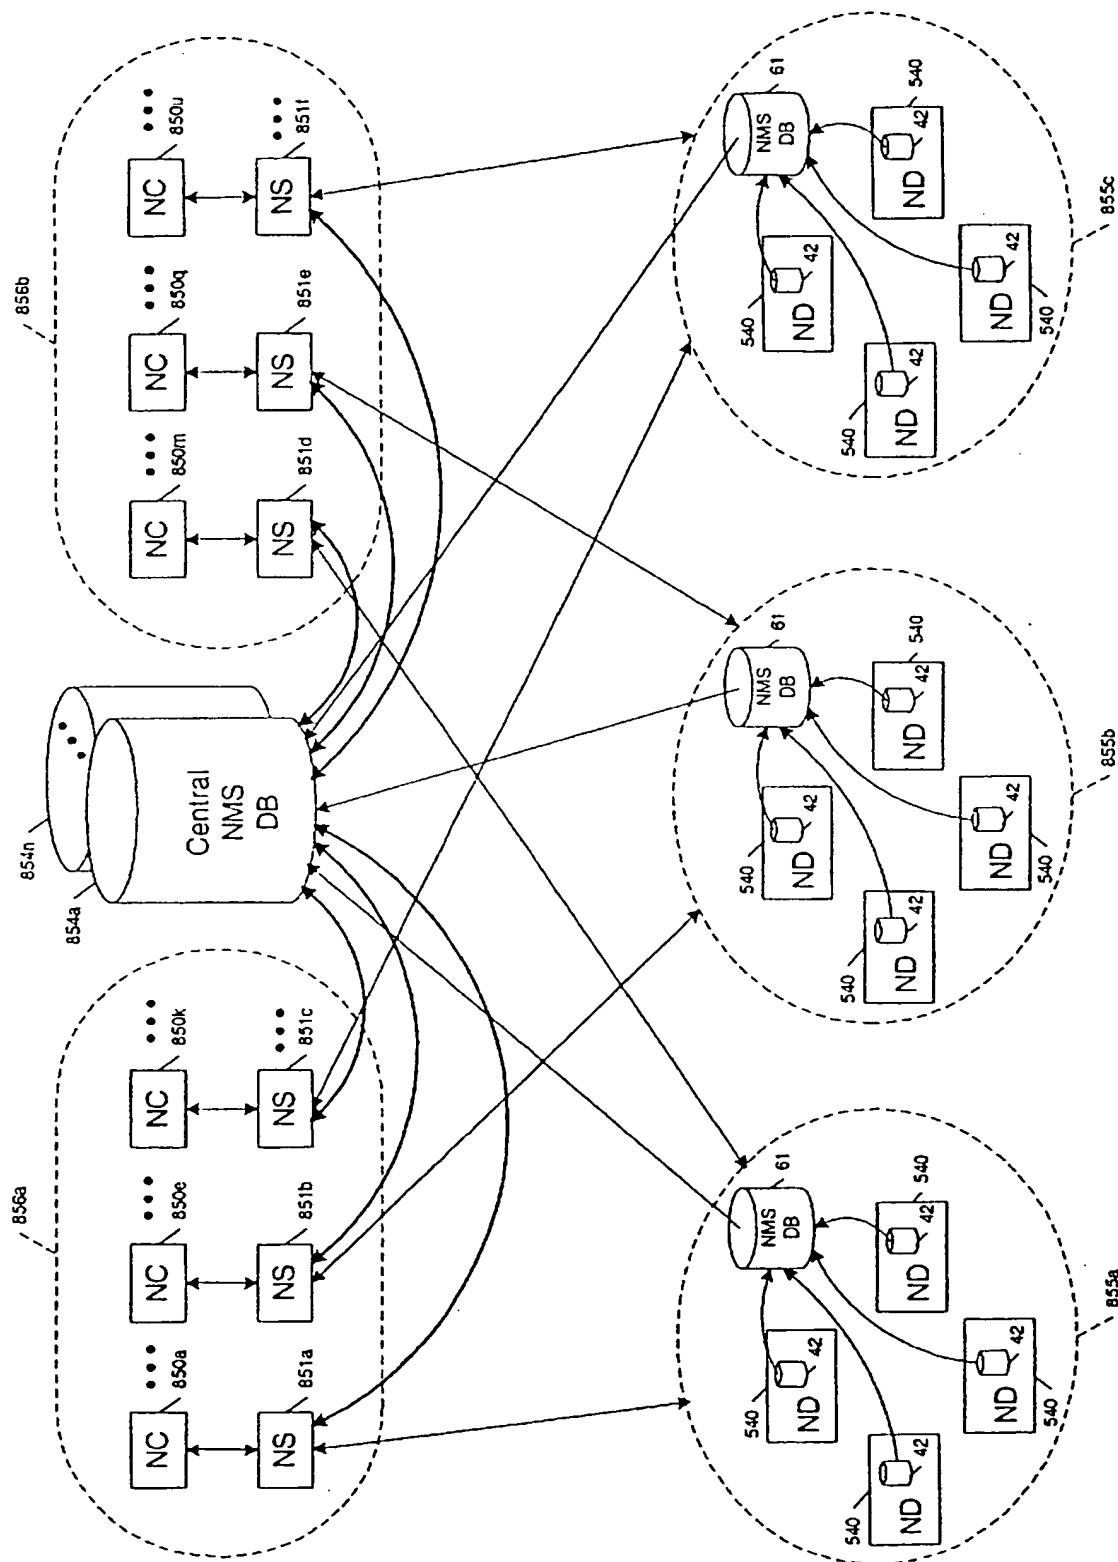 856a
854n
854a
856b
850a
850e
850k
850m
850q
850u
NC
NC
NC
NC
NC
NC
851a
851b
851c
851d
851e
851f
NS
NS
NS
NS
NS
NS
Central
NMS
DB
61
NMS
DB
540
42
ND
540
42
ND
540
42
ND
540
42
ND
855a
61
NMS
DB
540
42
ND
540
42
ND
540
42
ND
540
42
ND
855b
61
NMS
DB
540
42
ND
540
42
ND
540
42
ND
540
42
ND
855c